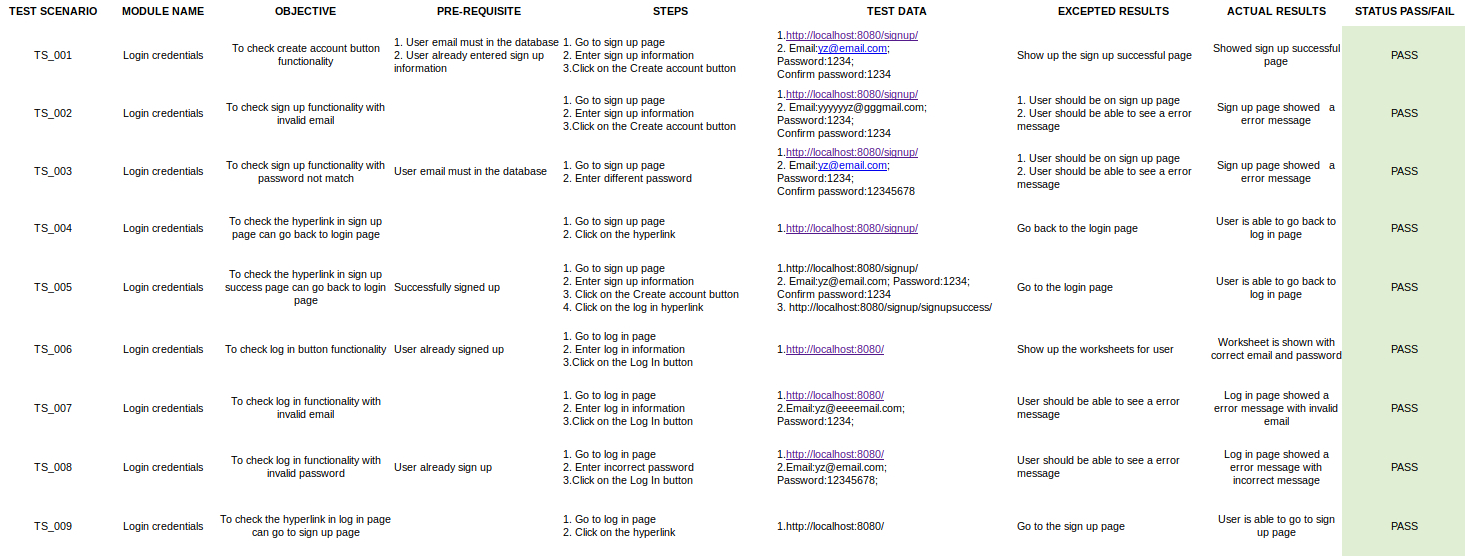 TEST SCENARIO MODULE NAME OBJECTIVE PRE-REQUISITE STEPS TEST DATA EXCEPTED RESULTS ACTUAL RESULTS STATUS PASS/FAIL
TS_001
Login credentials
To check create account button
functionality
1. User email must in the database
2. User already entered sign up
information
1. Go to sign up page
2. Enter sign up information
3.Click on the Create account button
1.http://localhost:8080/signup/
2. Email:yz@email.com;
Password:1234;
Confirm password:1234
Show up the sign up successful page
Showed sign up successful
page
PASS
TS_002
Login credentials
To check sign up functionality with
invalid email
1. Go to sign up page
2. Enter sign up information
3.Click on the Create account button
1.http://localhost:8080/signup/
2. Email:yyyyyyz@gggmail.com;
Password:1234;
Confirm password:1234
1. User should be on sign up page
2. User should be able to see a error
message
Sign up page showed a
error message
PASS
TS_003
Login credentials
To check sign up functionality with
password not match
User email must in the database
1. Go to sign up page
2. Enter different password
1.http://localhost:8080/signup/
2. Email:yz@email.com;
Password:1234;
Confirm password:12345678
1. User should be on sign up page
2. User should be able to see a error
message
Sign up page showed a
error message
PASS
TS_004
Login credentials
To check the hyperlink in sign up
page can go back to login page
1. Go to sign up page
2. Click on the hyperlink
1.http://localhost:8080/signup/
Go back to the login page
User is able to go back to
log in page
PASS
TS_005
Login credentials
To check the hyperlink in sign up
success page can go back to login
page
Successfully signed up
1. Go to sign up page
2. Enter sign up information
3. Click on the Create account button
4. Click on the log in hyperlink
1.http://localhost:8080/signup/
2. Email:yz@email.com; Password:1234;
Confirm password:1234
3. http://localhost:8080/signup/signupsuccess/
Go to the login page
User is able to go back to
log in page
PASS
TS_006
Login credentials
To check log in button functionality
User already signed up
1. Go to log in page
2. Enter log in information
3.Click on the Log In button
1.http://localhost:8080/
Show up the worksheets for user
Worksheet is shown with
correct email and password
PASS
TS_007
Login credentials
To check log in functionality with
invalid email
1. Go to log in page
2. Enter log in information
3.Click on the Log In button
1.http://localhost:8080/
2.Email:yz@eeeemail.com;
Password:1234;
User should be able to see a error
message
Log in page showed a
error message with invalid
email
PASS
TS_008
Login credentials
To check log in functionality with
invalid password
User already sign up
1. Go to log in page
2. Enter incorrect password
3.Click on the Log In button
1.http://localhost:8080/
2.Email:yz@email.com;
Password:12345678;
User should be able to see a error
message
Log in page showed a
error message with
incorrect message
PASS
TS_009
Login credentials
To check the hyperlink in log in page
can go to sign up page
1. Go to log in page
2. Click on the hyperlink
1.http://localhost:8080/
Go to the sign up page
User is able to go to sign
up page
PASS